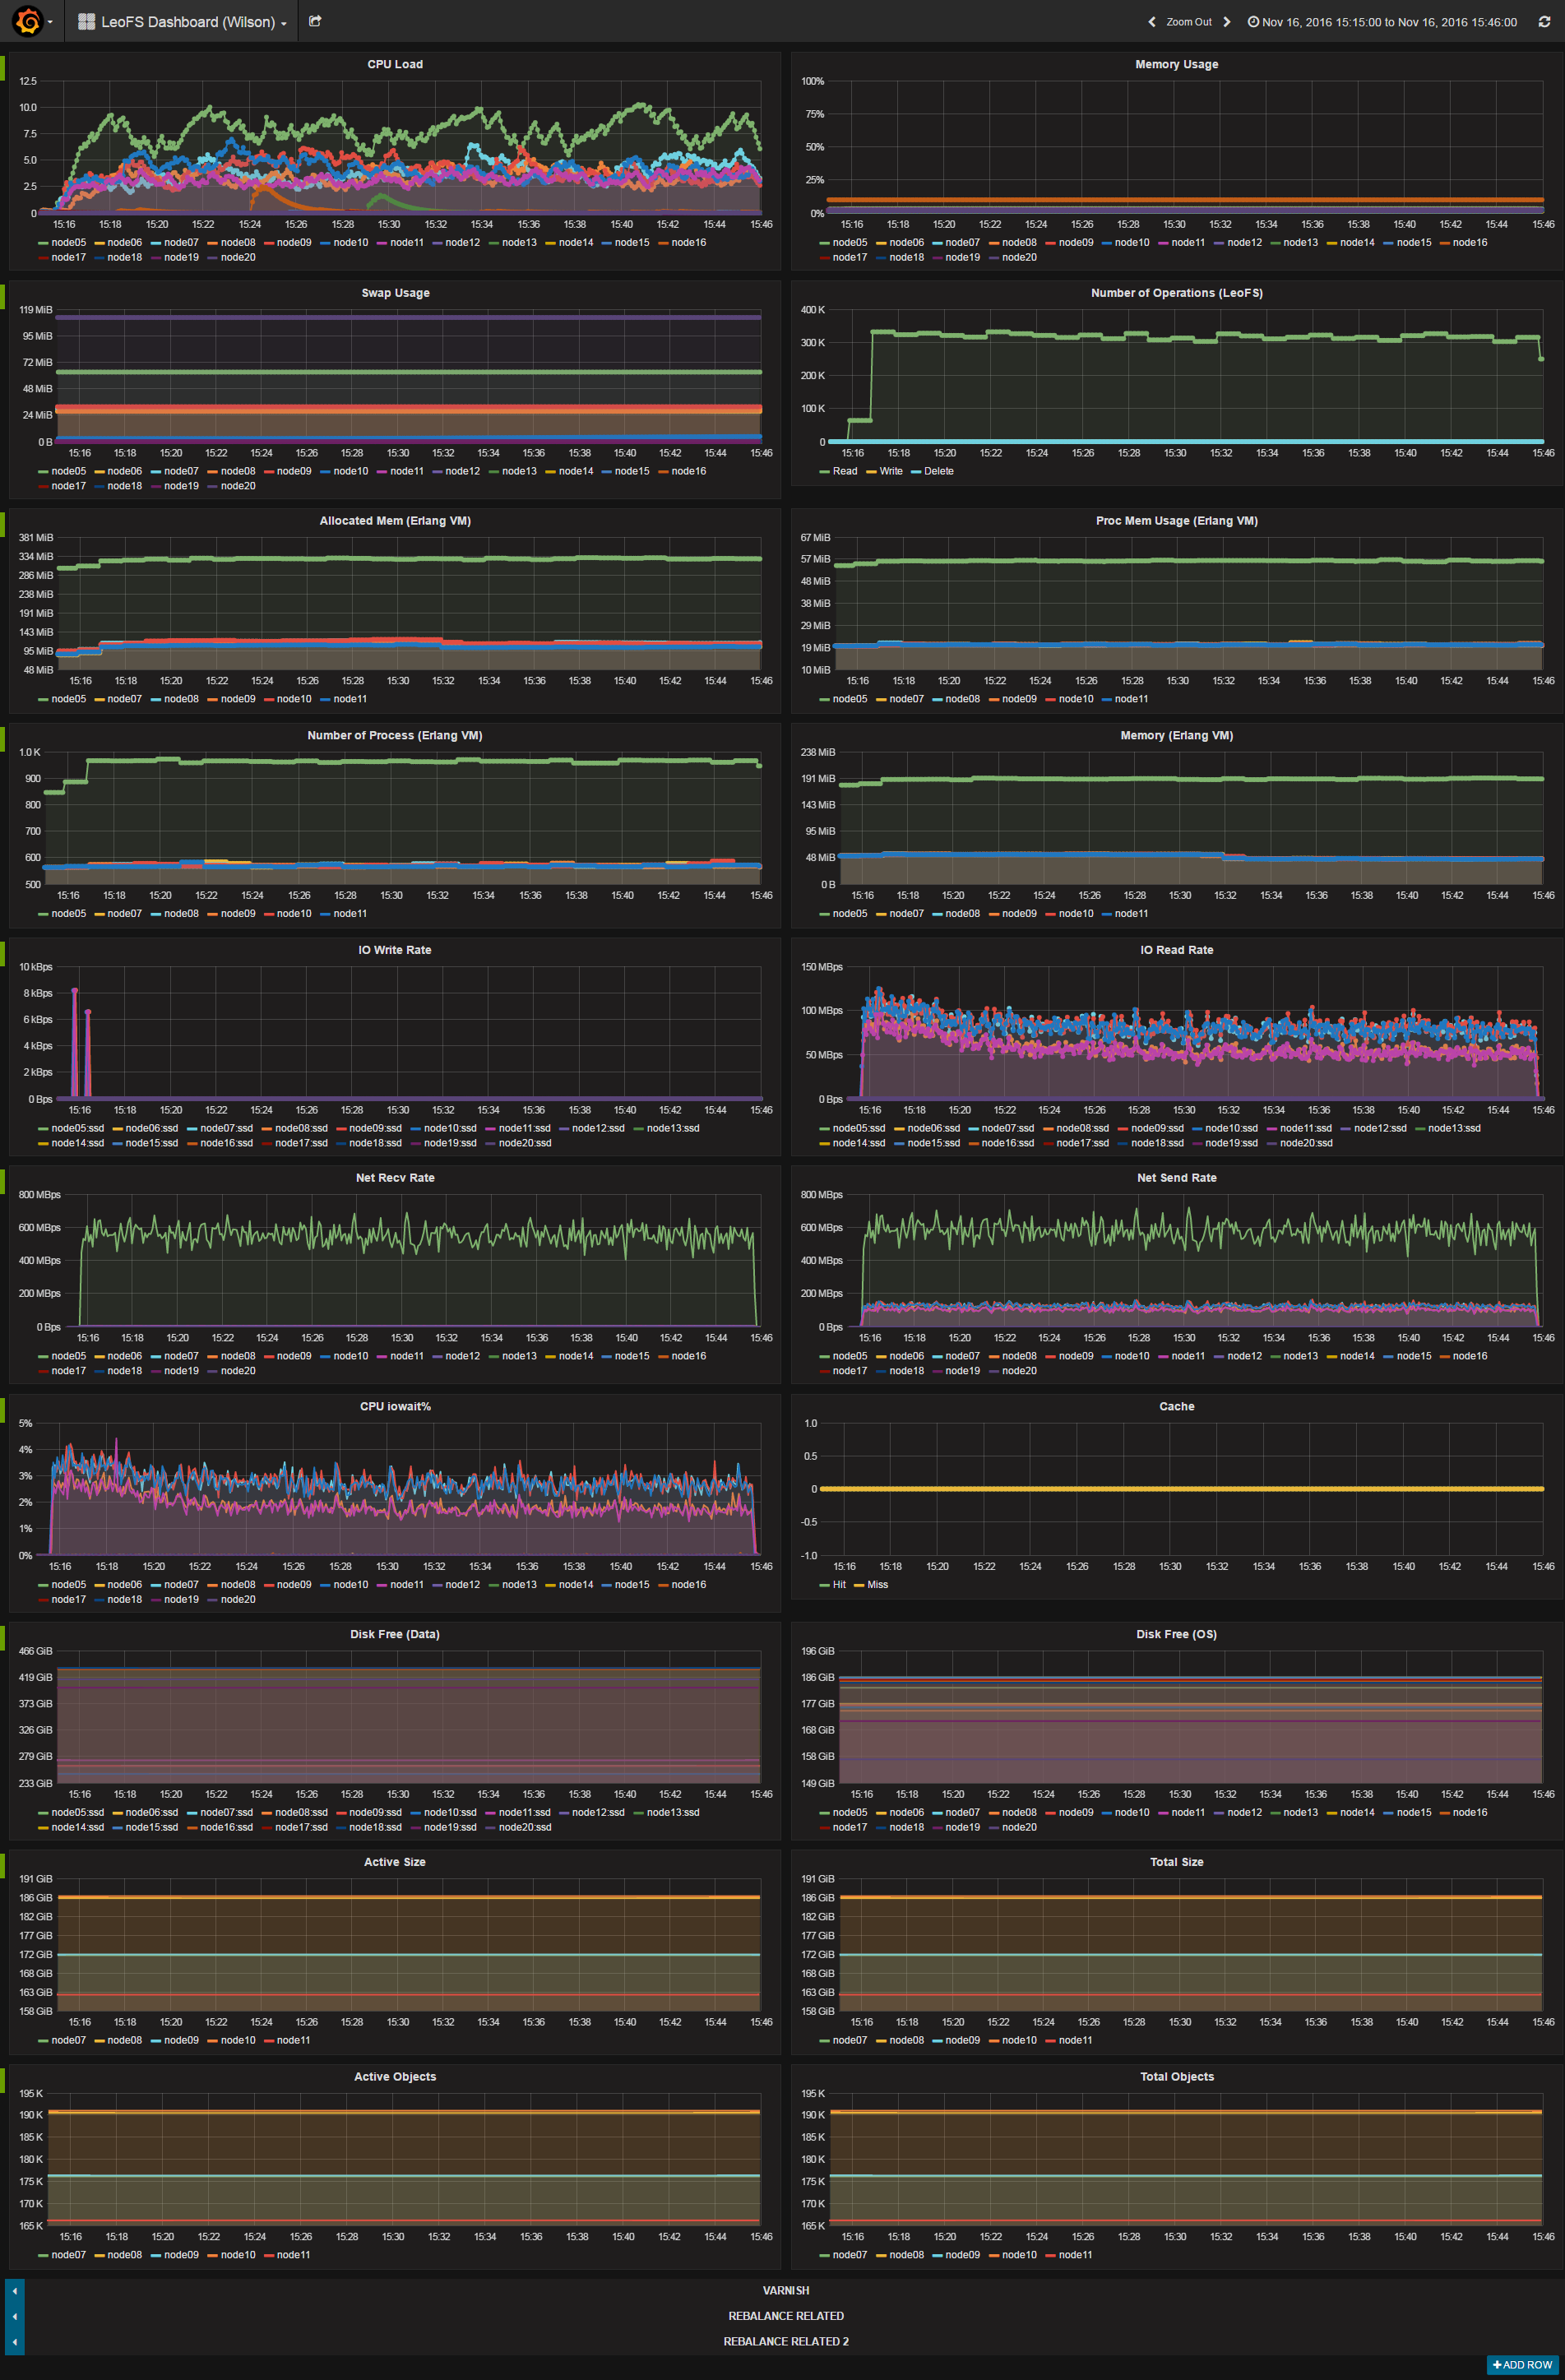 LeoFS Dashboard (Wilson) Zoom Out Nov 16, 2016 15:15:00 to Nov 16, 2016 15:46:00
CPU Load
12.5
10.0
7.5
5.0
2.5
0
15:16 15:18 15:20 15:22 15:24 15:26 15:28 15:30 15:32 15:34 15:36 15:38 15:40 15:42 15:44 15:46
node05 node06 node07 node08 node09 node10 node11 node12 node13 node14 node15 node16
node17 node18 node19 node20
Memory Usage
100%
75%
50%
25%
0%
15:16 15:18 15:20 15:22 15:24 15:26 15:28 15:30 15:32 15:34 15:36 15:38 15:40 15:42 15:44 15:46
node05 node06 node07 node08 node09 node10 node11 node12 node13 node14 node15 node16
node17 node18 node19 node20
Swap Usage
119 MiB
95 MiB
72 MiB
48 MiB
24 MiB
0 B
15:16 15:18 15:20 15:22 15:24 15:26 15:28 15:30 15:32 15:34 15:36 15:38 15:40 15:42 15:44 15:46
node05 node06 node07 node08 node09 node10 node11 node12 node13 node14 node15 node16
node17 node18 node19 node20
Number of Operations (LeoFS)
400 K
300 K
200 K
100 K
0
15:16 15:18 15:20 15:22 15:24 15:26 15:28 15:30 15:32 15:34 15:36 15:38 15:40 15:42 15:44 15:46
Read Write Delete
Allocated Mem (Erlang VM)
381 MiB
334 MiB
286 MiB
238 MiB
191 MiB
143 MiB
95 MiB
48 MiB
15:16 15:18 15:20 15:22 15:24 15:26 15:28 15:30 15:32 15:34 15:36 15:38 15:40 15:42 15:44 15:46
node05 node07 node08 node09 node10 node11
Proc Mem Usage (Erlang VM)
67 MiB
57 MiB
48 MiB
38 MiB
29 MiB
19 MiB
10 MiB
15:16 15:18 15:20 15:22 15:24 15:26 15:28 15:30 15:32 15:34 15:36 15:38 15:40 15:42 15:44 15:46
node05 node07 node08 node09 node10 node11
Number of Process (Erlang VM)
1.0 K
900
800
700
600
500
15:16 15:18 15:20 15:22 15:24 15:26 15:28 15:30 15:32 15:34 15:36 15:38 15:40 15:42 15:44 15:46
node05 node07 node08 node09 node10 node11
Memory (Erlang VM)
238 MiB
191 MiB
143 MiB
95 MiB
48 MiB
0 B
15:16 15:18 15:20 15:22 15:24 15:26 15:28 15:30 15:32 15:34 15:36 15:38 15:40 15:42 15:44 15:46
node05 node07 node08 node09 node10 node11
IO Write Rate
10 kBps
8 kBps
6 kBps
4 kBps
2 kBps
0 Bps
15:16 15:18 15:20 15:22 15:24 15:26 15:28 15:30 15:32 15:34 15:36 15:38 15:40 15:42 15:44 15:46
node05:ssd node06:ssd node07:ssd node08:ssd node09:ssd node10:ssd node11:ssd node12:ssd node13:ssd
node14:ssd node15:ssd node16:ssd node17:ssd node18:ssd node19:ssd node20:ssd
IO Read Rate
150 MBps
100 MBps
50 MBps
0 Bps
15:16 15:18 15:20 15:22 15:24 15:26 15:28 15:30 15:32 15:34 15:36 15:38 15:40 15:42 15:44 15:46
node05:ssd node06:ssd node07:ssd node08:ssd node09:ssd node10:ssd node11:ssd node12:ssd node13:ssd
node14:ssd node15:ssd node16:ssd node17:ssd node18:ssd node19:ssd node20:ssd
Net Recv Rate
800 MBps
600 MBps
400 MBps
200 MBps
0 Bps
15:16 15:18 15:20 15:22 15:24 15:26 15:28 15:30 15:32 15:34 15:36 15:38 15:40 15:42 15:44 15:46
node05 node06 node07 node08 node09 node10 node11 node12 node13 node14 node15 node16
node17 node18 node19 node20
Net Send Rate
800 MBps
600 MBps
400 MBps
200 MBps
0 Bps
15:16 15:18 15:20 15:22 15:24 15:26 15:28 15:30 15:32 15:34 15:36 15:38 15:40 15:42 15:44 15:46
node05 node06 node07 node08 node09 node10 node11 node12 node13 node14 node15 node16
node17 node18 node19 node20
CPU iowait%
5%
4%
3%
2%
1%
0%
15:16 15:18 15:20 15:22 15:24 15:26 15:28 15:30 15:32 15:34 15:36 15:38 15:40 15:42 15:44 15:46
node05 node06 node07 node08 node09 node10 node11 node12 node13 node14 node15 node16
node17 node18 node19 node20
Cache
1.0
0.5
0
-0.5
-1.0
15:16 15:18 15:20 15:22 15:24 15:26 15:28 15:30 15:32 15:34 15:36 15:38 15:40 15:42 15:44 15:46
Hit Miss
Disk Free (Data)
466 GiB
419 GiB
373 GiB
326 GiB
279 GiB
233 GiB
15:16 15:18 15:20 15:22 15:24 15:26 15:28 15:30 15:32 15:34 15:36 15:38 15:40 15:42 15:44 15:46
node05:ssd node06:ssd node07:ssd node08:ssd node09:ssd node10:ssd node11:ssd node12:ssd node13:ssd
node14:ssd node15:ssd node16:ssd node17:ssd node18:ssd node19:ssd node20:ssd
Disk Free (OS)
196 GiB
186 GiB
177 GiB
168 GiB
158 GiB
149 GiB
15:16 15:18 15:20 15:22 15:24 15:26 15:28 15:30 15:32 15:34 15:36 15:38 15:40 15:42 15:44 15:46
node05 node06 node07 node08 node09 node10 node11 node12 node13 node14 node15 node16
node17 node18 node19 node20
Active Size
191 GiB
186 GiB
182 GiB
177 GiB
172 GiB
168 GiB
163 GiB
158 GiB
15:16 15:18 15:20 15:22 15:24 15:26 15:28 15:30 15:32 15:34 15:36 15:38 15:40 15:42 15:44 15:46
node07 node08 node09 node10 node11
Total Size
191 GiB
186 GiB
182 GiB
177 GiB
172 GiB
168 GiB
163 GiB
158 GiB
15:16 15:18 15:20 15:22 15:24 15:26 15:28 15:30 15:32 15:34 15:36 15:38 15:40 15:42 15:44 15:46
node07 node08 node09 node10 node11
Active Objects
195 K
190 K
185 K
180 K
175 K
170 K
165 K
15:16 15:18 15:20 15:22 15:24 15:26 15:28 15:30 15:32 15:34 15:36 15:38 15:40 15:42 15:44 15:46
node07 node08 node09 node10 node11
Total Objects
195 K
190 K
185 K
180 K
175 K
170 K
165 K
15:16 15:18 15:20 15:22 15:24 15:26 15:28 15:30 15:32 15:34 15:36 15:38 15:40 15:42 15:44 15:46
node07 node08 node09 node10 node11
VARNISH
REBALANCE RELATED
REBALANCE RELATED 2
+ADD ROW